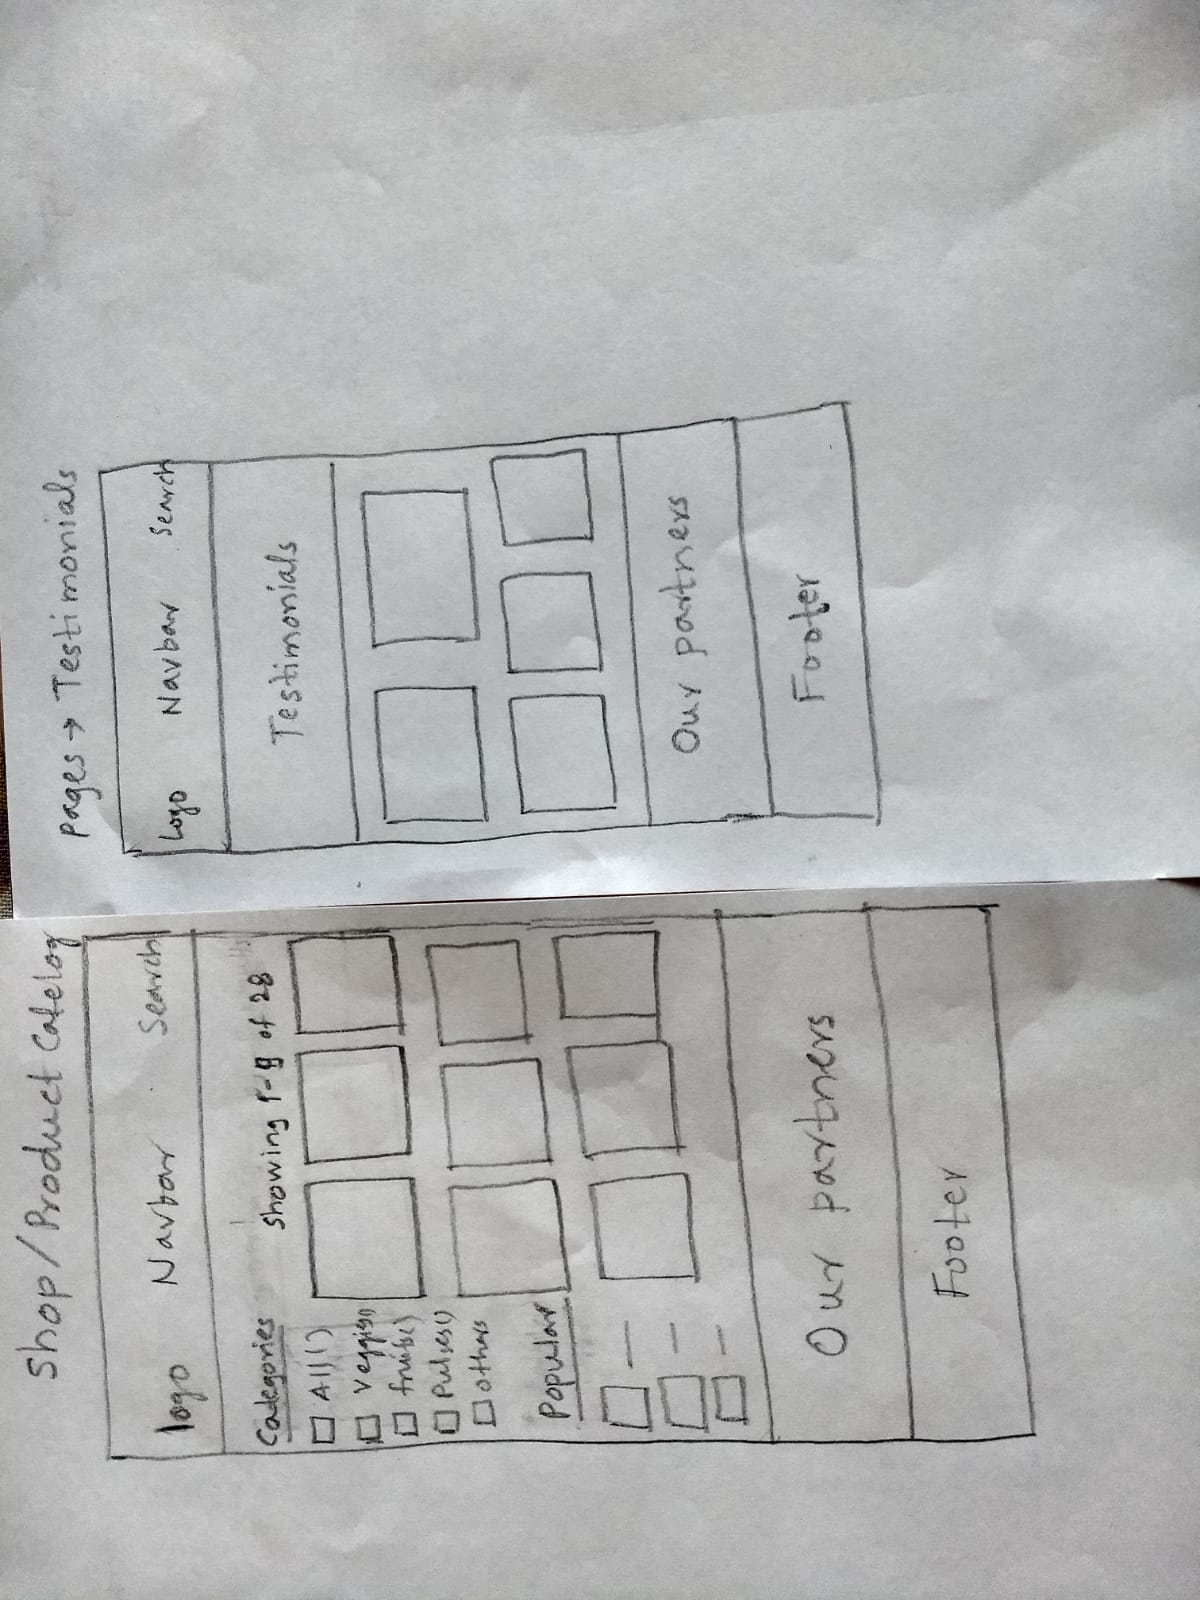 Shop/Product Catelog
logo Navbar Search
Categories
Showing 1-9 of 28
All()
Veggies()
fruits()
Pulses()
others
Popular
Our partners
Footer
pages → Testimonials
Logo Navbar Search
Testimonials
Our partners
Footer